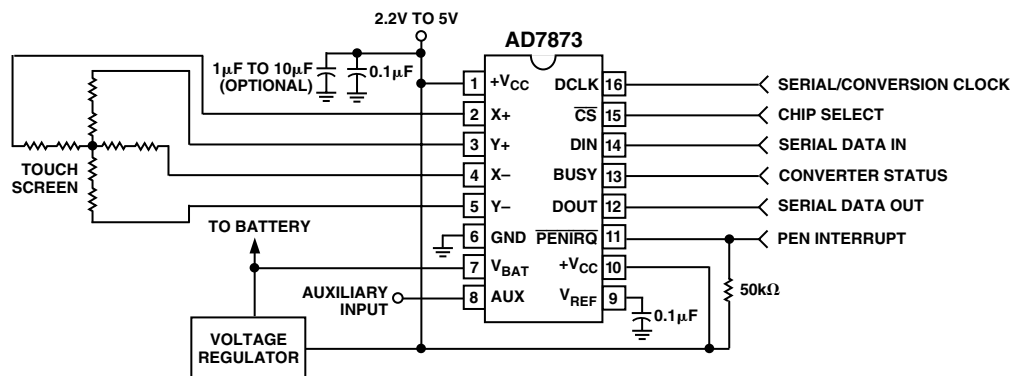 2.2V TO 5V
AD7873
1μF TO 10μF
(OPTIONAL)
0.1μF
TOUCH
SCREEN
1 +VCC
2 X+
3 Y+
4 X–
5 Y–
6 GND
7 VBAT
8 AUX
DCLK 16
CS 15
DIN 14
BUSY 13
DOUT 12
PENIRQ 11
+VCC 10
VREF 9
SERIAL/CONVERSION CLOCK
CHIP SELECT
SERIAL DATA IN
CONVERTER STATUS
SERIAL DATA OUT
PEN INTERRUPT
50kΩ
0.1μF
TO BATTERY
AUXILIARY
INPUT
VOLTAGE
REGULATOR